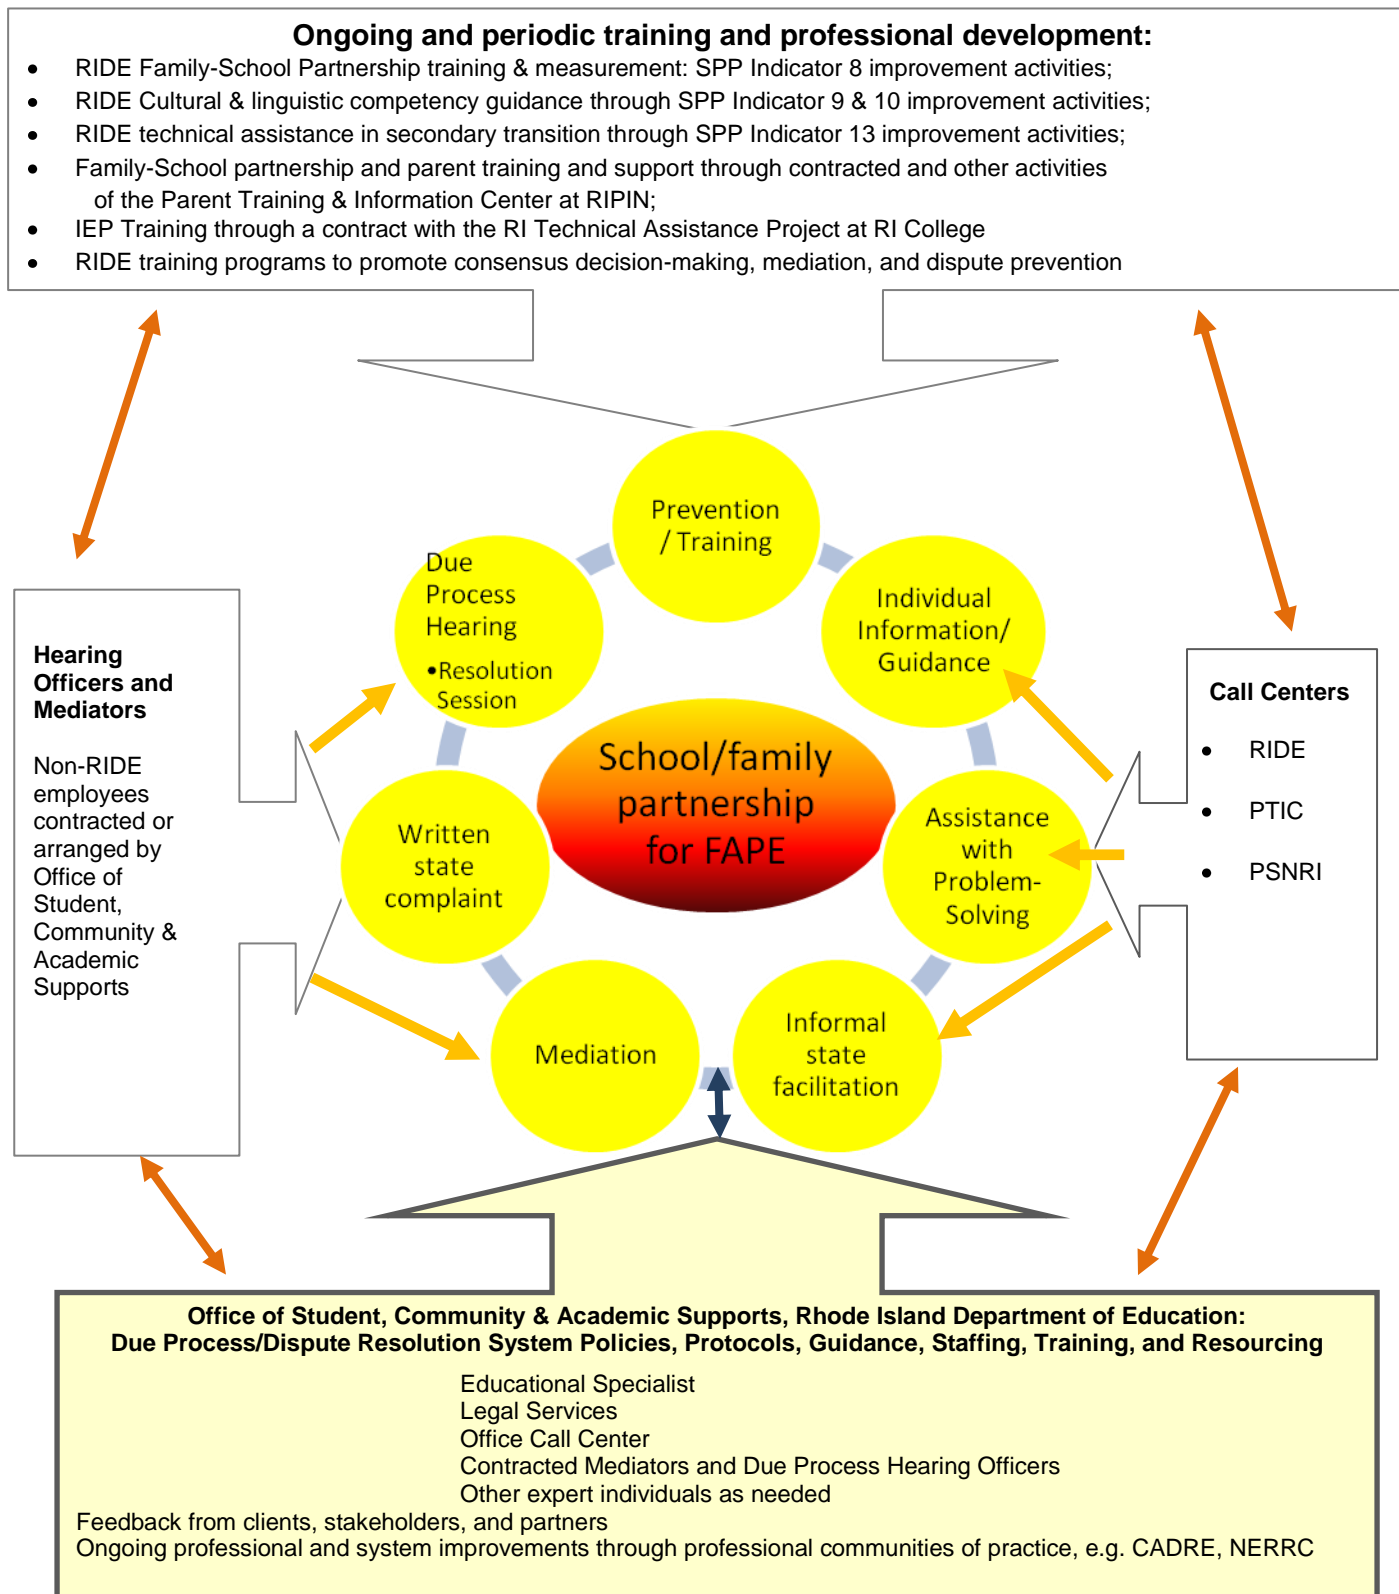 Ongoing and periodic training and professional development:
• RIDE Family-School Partnership training & measurement: SPP Indicator 8 improvement activities;
• RIDE Cultural & linguistic competency guidance through SPP Indicator 9 & 10 improvement activities;
• RIDE technical assistance in secondary transition through SPP Indicator 13 improvement activities;
• Family-School partnership and parent training and support through contracted and other activities
of the Parent Training & Information Center at RIPIN;
• IEP Training through a contract with the RI Technical Assistance Project at RI College
• RIDE training programs to promote consensus decision-making, mediation, and dispute prevention
Prevention
/ Training
Due
Process
Hearing
•Resolution
Session
Individual
Information/
Guidance
Hearing
Officers and
Mediators
Non-RIDE
employees
contracted or
arranged by
Office of
Student,
Community &
Academic
Supports
School/family
partnership
for FAPE
Call Centers
• RIDE
• PTIC
• PSNRI
Written
state
complaint
Assistance
with
Problem-
Solving
Mediation
Informal
state
facilitation
Office of Student, Community & Academic Supports, Rhode Island Department of Education:
Due Process/Dispute Resolution System Policies, Protocols, Guidance, Staffing, Training, and Resourcing
Educational Specialist
Legal Services
Office Call Center
Contracted Mediators and Due Process Hearing Officers
Other expert individuals as needed
Feedback from clients, stakeholders, and partners
Ongoing professional and system improvements through professional communities of practice, e.g. CADRE, NERRC